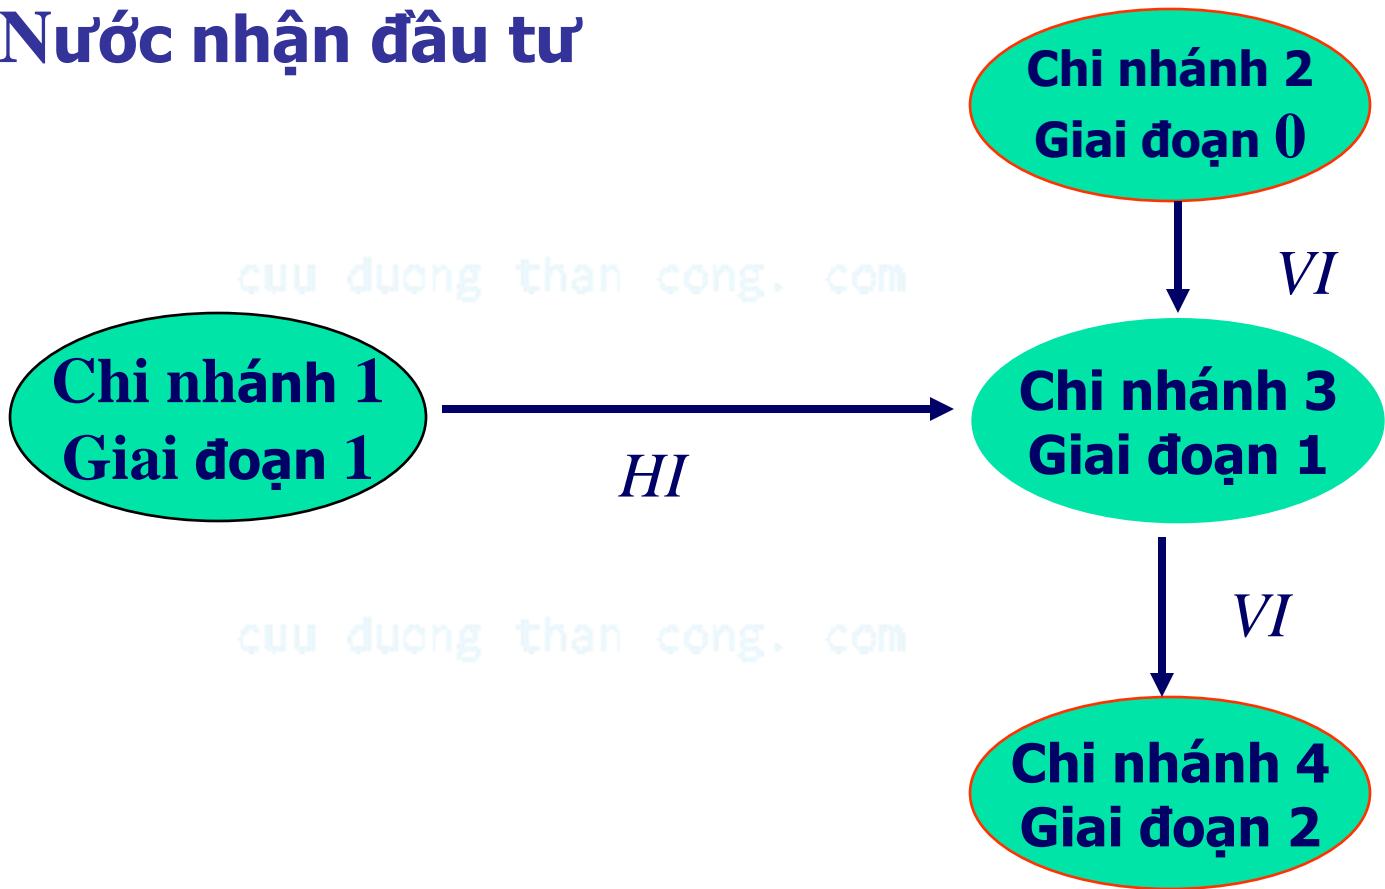 Nước nhận đầu tư
Chi nhánh 2
Giai đoạn 0
VI
cuu duong than cong. com
Chi nhánh 1
Giai đoạn 1
HI
Chi nhánh 3
Giai đoạn 1
VI
cuu duong than cong. com
Chi nhánh 4
Giai đoạn 2